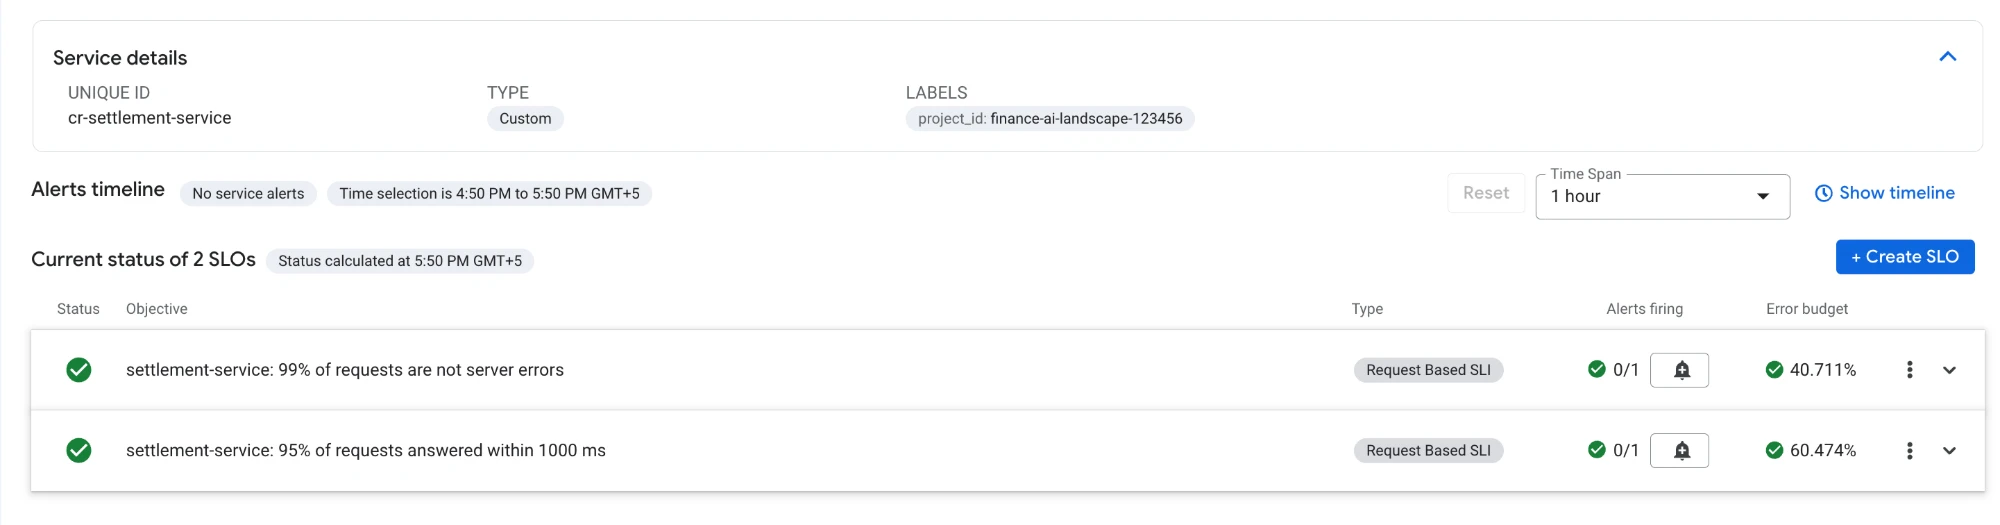 Service details
UNIQUE ID TYPE LABELS
cr-settlement-service Custom project_id: finance-ai-landscape-123456
Alerts timeline No service alerts Time selection is 4:50 PM to 5:50 PM GMT+5 Reset Time Span 1 hour Show timeline
Current status of 2 SLOs Status calculated at 5:50 PM GMT+5 + Create SLO
Status Objective Type Alerts firing Error budget
settlement-service: 99% of requests are not server errors Request Based SLI 0/1 40.711%
settlement-service: 95% of requests answered within 1000 ms Request Based SLI 0/1 60.474%